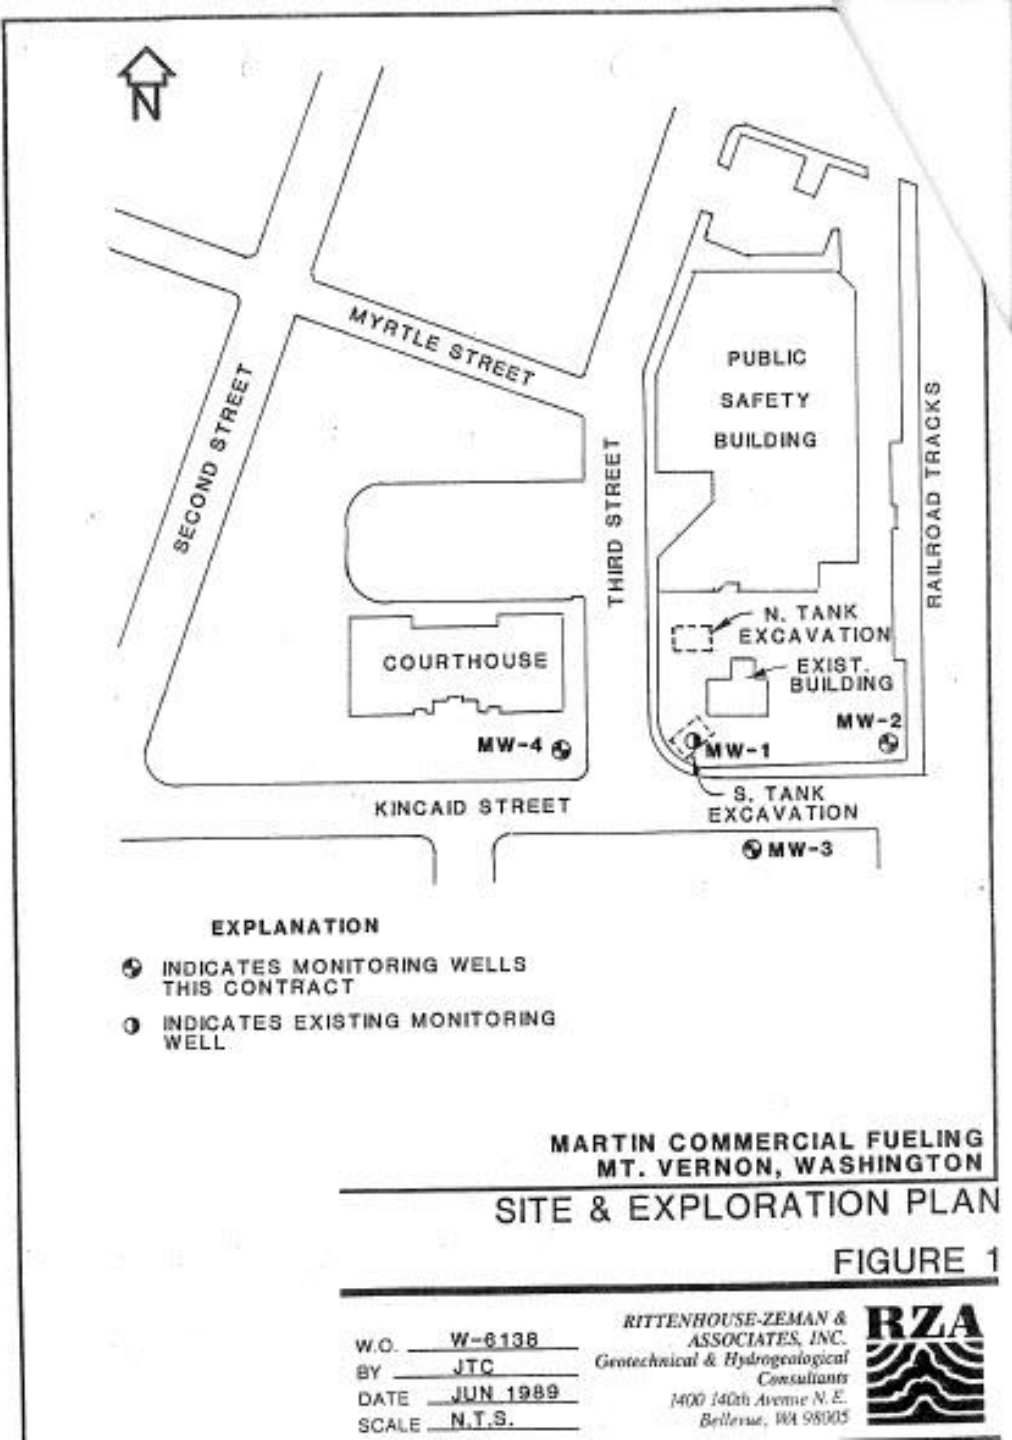 N
MYRTLE STREET
SECOND STREET
THIRD STREET
PUBLIC
SAFETY
BUILDING
RAILROAD TRACKS
N. TANK
EXCAVATION
COURTHOUSE
EXIST.
BUILDING
MW-2
MW-4
MW-1
S. TANK
EXCAVATION
KINCAID STREET
MW-3
EXPLANATION
INDICATES MONITORING WELLS
THIS CONTRACT
INDICATES EXISTING MONITORING
WELL
MARTIN COMMERCIAL FUELING
MT. VERNON, WASHINGTON
SITE & EXPLORATION PLAN
FIGURE 1
W.O. W-6138
BY JTC
DATE JUN 1989
SCALE N.T.S.
RITTENHOUSE-ZEMAN &
ASSOCIATES, INC.
Geotechnical & Hydrogeological
Consultants
1400 140th Avenue N.E.
Bellevue, WA 98005
RZA